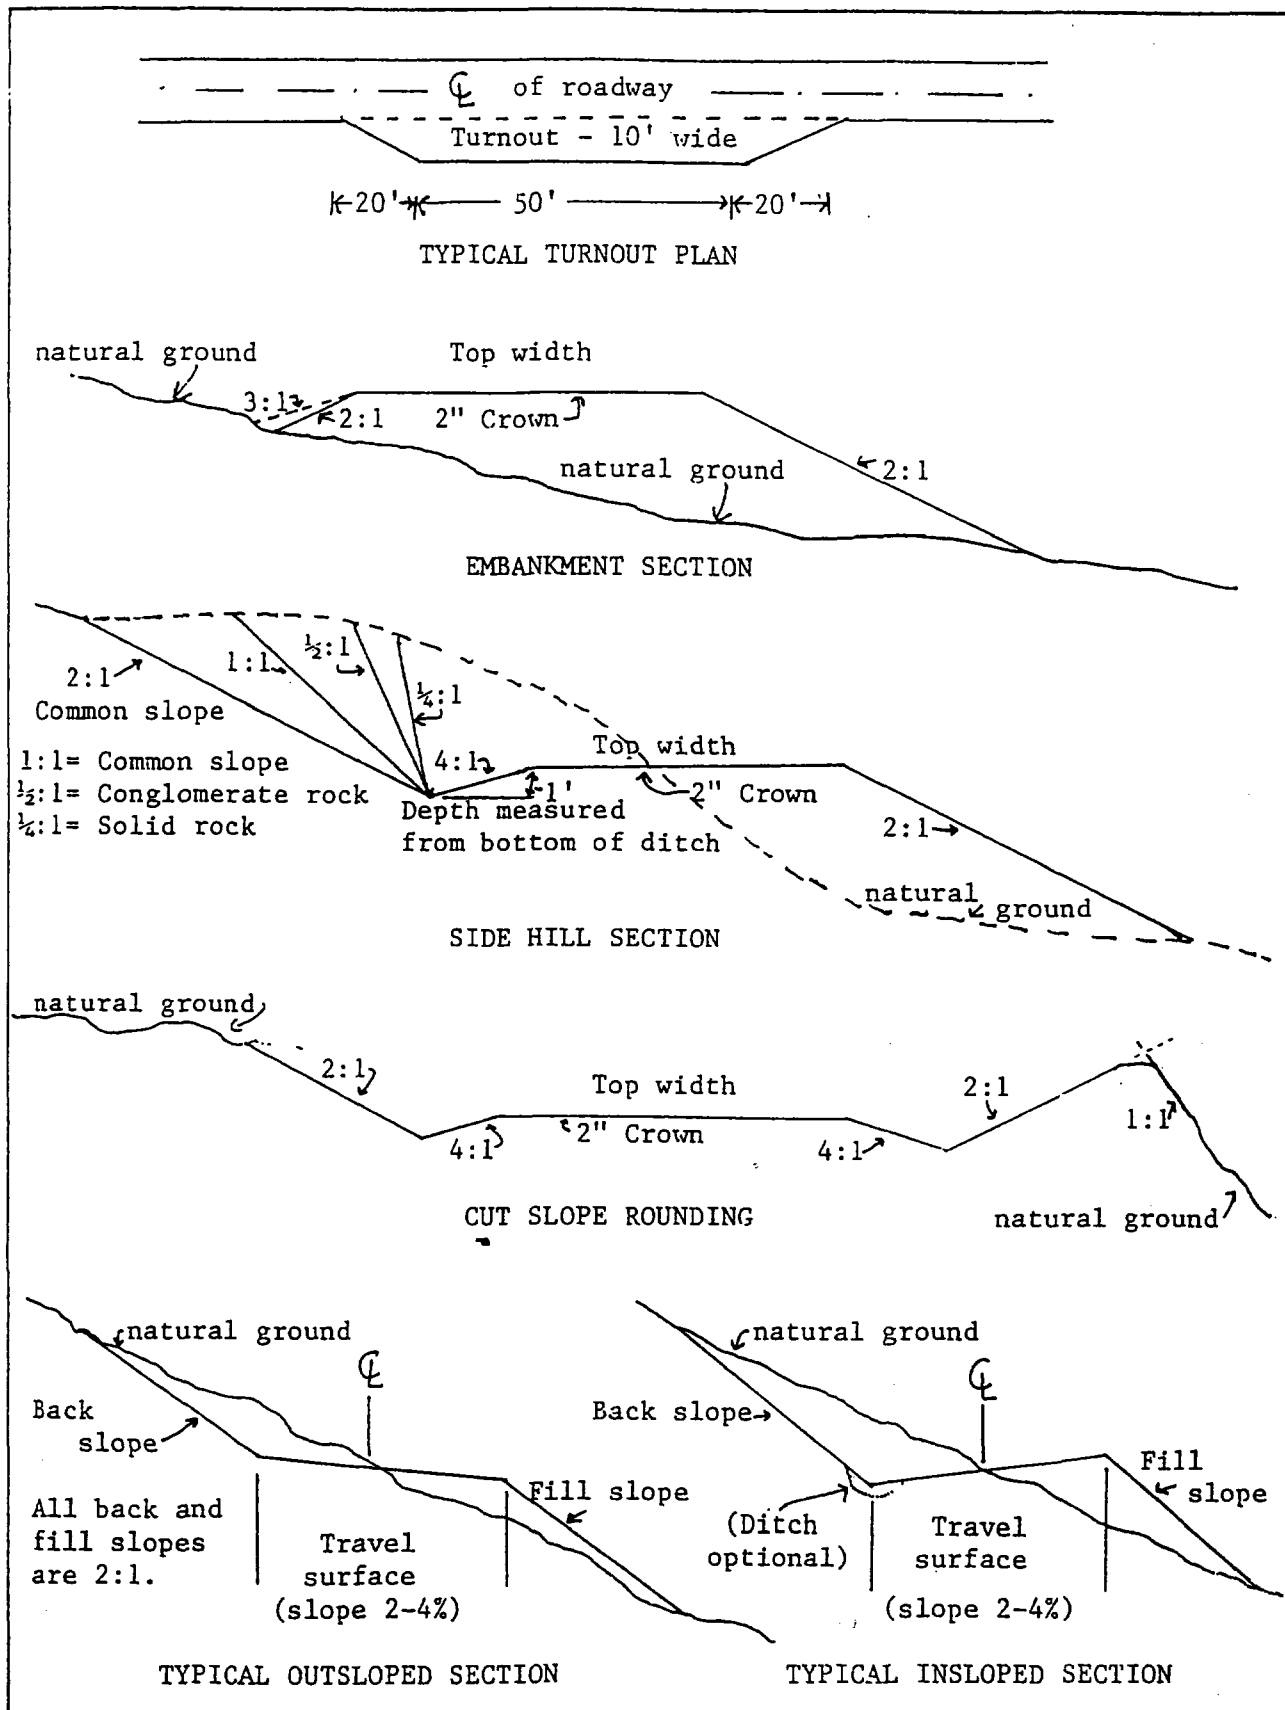 ℄ of roadway
Turnout - 10' wide
20' 50' 20'
TYPICAL TURNOUT PLAN
natural ground
Top width
3:1
2:1
2" Crown
natural ground
2:1
EMBANKMENT SECTION
½:1
1:1
2:1
Common slope
¼:1
4:1
Top width
1:1= Common slope
½:1= Conglomerate rock
¼:1= Solid rock
1'
2" Crown
Depth measured
from bottom of ditch
2:1
natural
ground
SIDE HILL SECTION
natural ground
2:1
Top width
2:1
2" Crown
4:1
4:1
1:1
CUT SLOPE ROUNDING
natural ground
natural ground
℄
Back
slope
Fill slope
All back and
fill slopes
are 2:1.
Travel
surface
(slope 2-4%)
TYPICAL OUTSLOPED SECTION
natural ground
℄
Back slope
Fill
slope
(Ditch
optional)
Travel
surface
(slope 2-4%)
TYPICAL INSLOPED SECTION